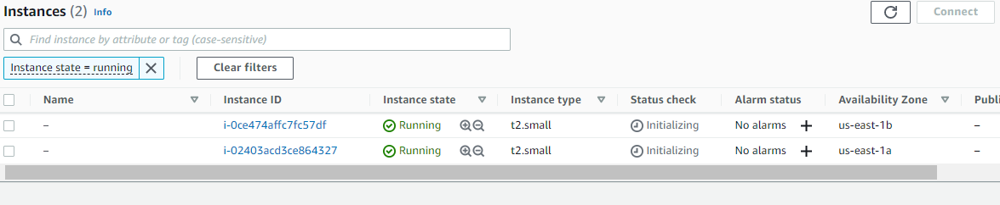 Instances (2) Info
Connect
Find instance by attribute or tag (case-sensitive)
Instance state = running
Clear filters
Name Instance ID Instance state Instance type Status check Alarm status Availability Zone Publi
– i-0ce474affc7fc57df Running t2.small Initializing No alarms us-east-1b –
– i-02403acd3ce864327 Running t2.small Initializing No alarms us-east-1a –